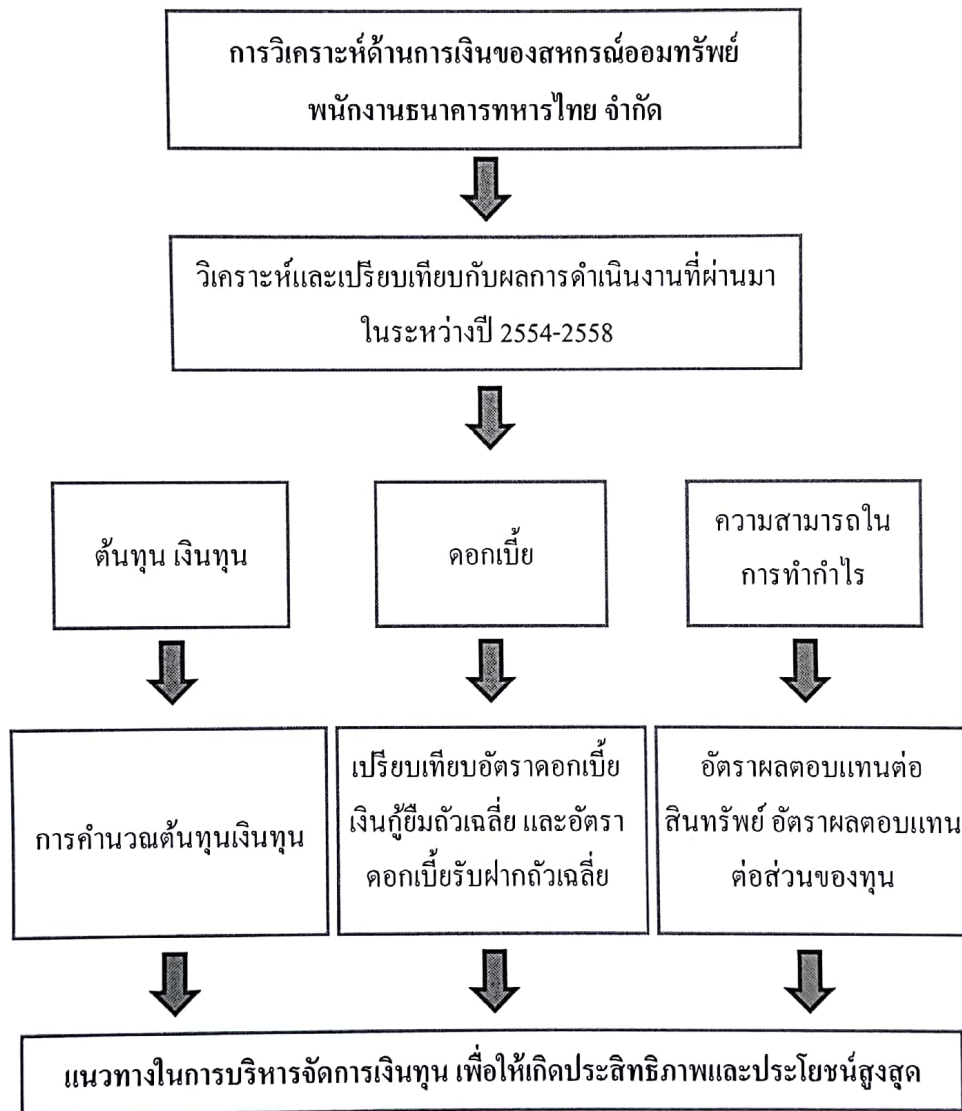 การวิเคราะห์ด้านการเงินของสหกรณ์ออมทรัพย์
พนักงานธนาคารทหารไทย จำกัด
วิเคราะห์และเปรียบเทียบกับผลการดำเนินงานที่ผ่านมา
ในระหว่างปี 2554-2558
ต้นทุน เงินทุน
ดอกเบี้ย
ความสามารถใน
การทำกำไร
การคำนวณต้นทุนเงินทุน
เปรียบเทียบอัตราดอกเบี้ย
เงินกู้ยืมถัวเฉลี่ย และอัตรา
ดอกเบี้ยรับฝากถัวเฉลี่ย
อัตราผลตอบแทนต่อ
สินทรัพย์ อัตราผลตอบแทน
ต่อส่วนของทุน
แนวทางในการบริหารจัดการเงินทุน เพื่อให้เกิดประสิทธิภาพและประโยชน์สูงสุด